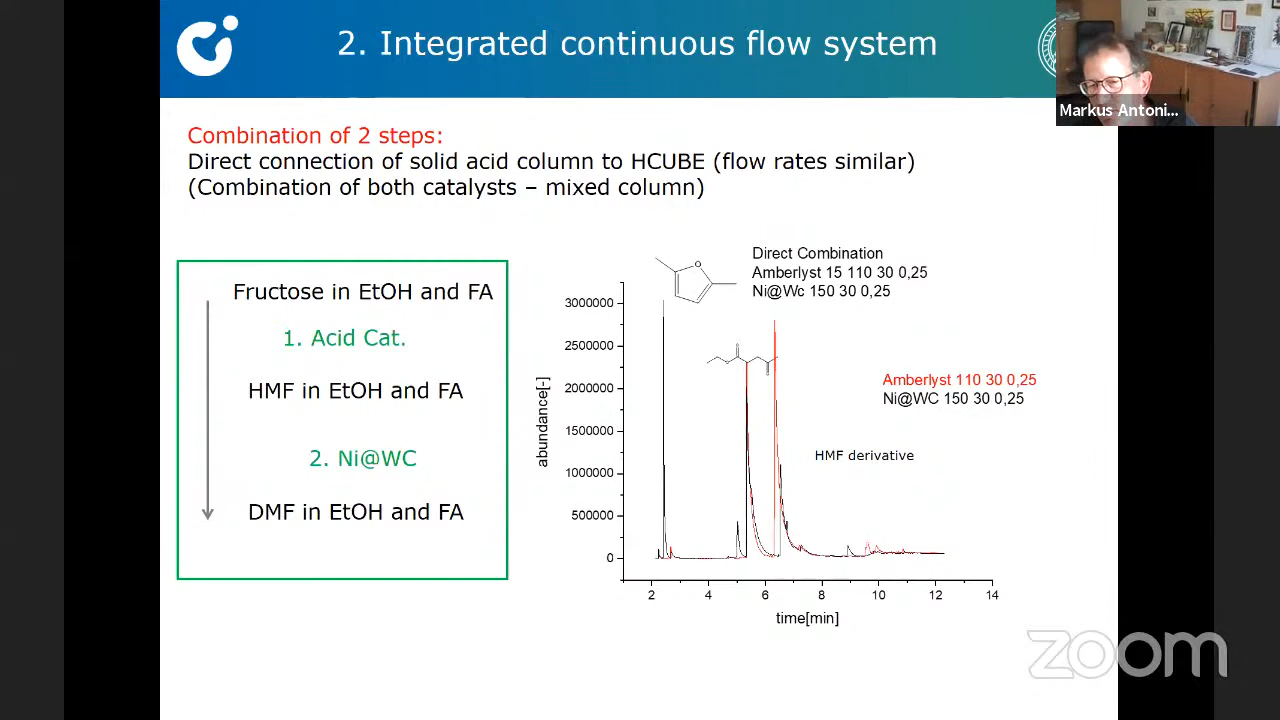 2. Integrated continuous flow system
Markus Antoni...
Combination of 2 steps:
Direct connection of solid acid column to HCUBE (flow rates similar)
(Combination of both catalysts – mixed column)
Fructose in EtOH and FA
1. Acid Cat.
HMF in EtOH and FA
2. Ni@WC
DMF in EtOH and FA
Direct Combination
Amberlyst 15 110 30 0,25
Ni@Wc 150 30 0,25
Amberlyst 110 30 0,25
Ni@WC 150 30 0,25
HMF derivative
O
abundance[-]
3000000
2500000
2000000
1500000
1000000
500000
0
2 4 6 8 10 12 14
time[min]
zoom